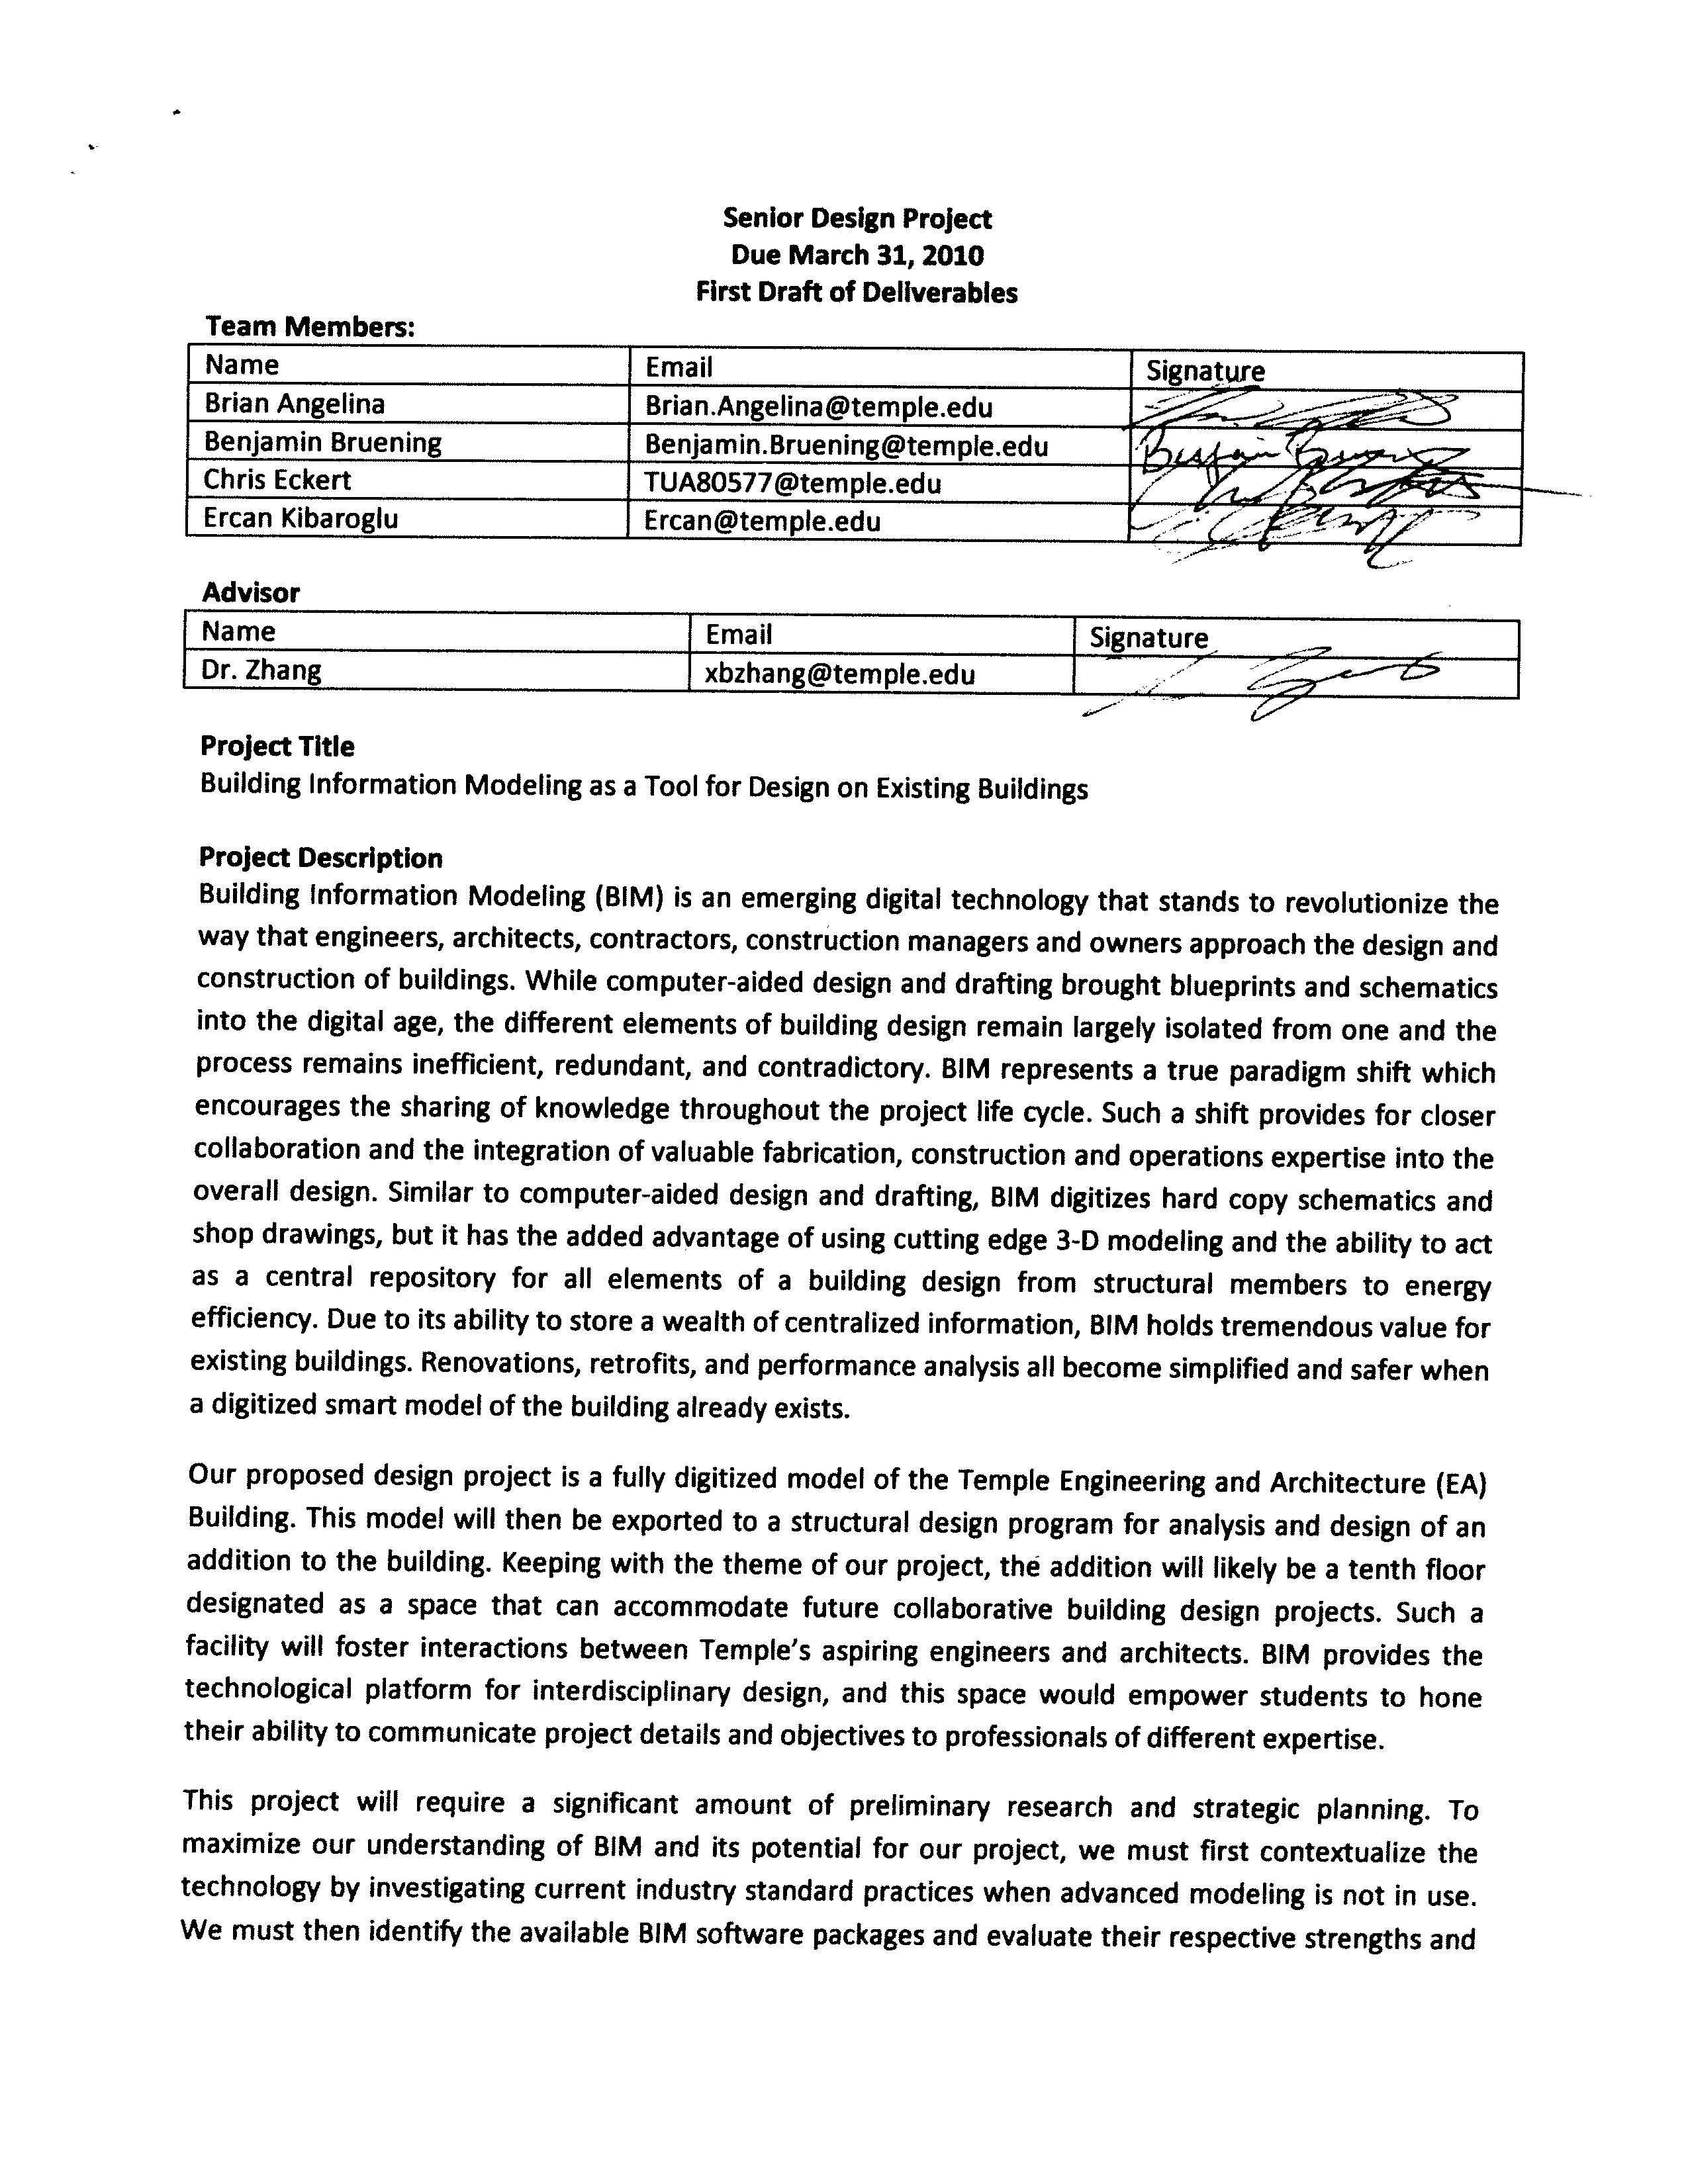 Senior Design Project
Due March 31, 2010
First Draft of Deliverables
Team Members:
Name Email Signature
Brian Angelina Brian.Angelina@temple.edu
Benjamin Bruening Benjamin.Bruening@temple.edu Benjamin Bruening
Chris Eckert TUA80577@temple.edu
Ercan Kibaroglu Ercan@temple.edu
Advisor
Name Email Signature
Dr. Zhang xbzhang@temple.edu
Project Title
Building Information Modeling as a Tool for Design on Existing Buildings
Project Description
Building Information Modeling (BIM) is an emerging digital technology that stands to revolutionize the
way that engineers, architects, contractors, construction managers and owners approach the design and
construction of buildings. While computer-aided design and drafting brought blueprints and schematics
into the digital age, the different elements of building design remain largely isolated from one and the
process remains inefficient, redundant, and contradictory. BIM represents a true paradigm shift which
encourages the sharing of knowledge throughout the project life cycle. Such a shift provides for closer
collaboration and the integration of valuable fabrication, construction and operations expertise into the
overall design. Similar to computer-aided design and drafting, BIM digitizes hard copy schematics and
shop drawings, but it has the added advantage of using cutting edge 3-D modeling and the ability to act
as a central repository for all elements of a building design from structural members to energy
efficiency. Due to its ability to store a wealth of centralized information, BIM holds tremendous value for
existing buildings. Renovations, retrofits, and performance analysis all become simplified and safer when
a digitized smart model of the building already exists.
Our proposed design project is a fully digitized model of the Temple Engineering and Architecture (EA)
Building. This model will then be exported to a structural design program for analysis and design of an
addition to the building. Keeping with the theme of our project, the addition will likely be a tenth floor
designated as a space that can accommodate future collaborative building design projects. Such a
facility will foster interactions between Temple's aspiring engineers and architects. BIM provides the
technological platform for interdisciplinary design, and this space would empower students to hone
their ability to communicate project details and objectives to professionals of different expertise.
This project will require a significant amount of preliminary research and strategic planning. To
maximize our understanding of BIM and its potential for our project, we must first contextualize the
technology by investigating current industry standard practices when advanced modeling is not in use.
We must then identify the available BIM software packages and evaluate their respective strengths and